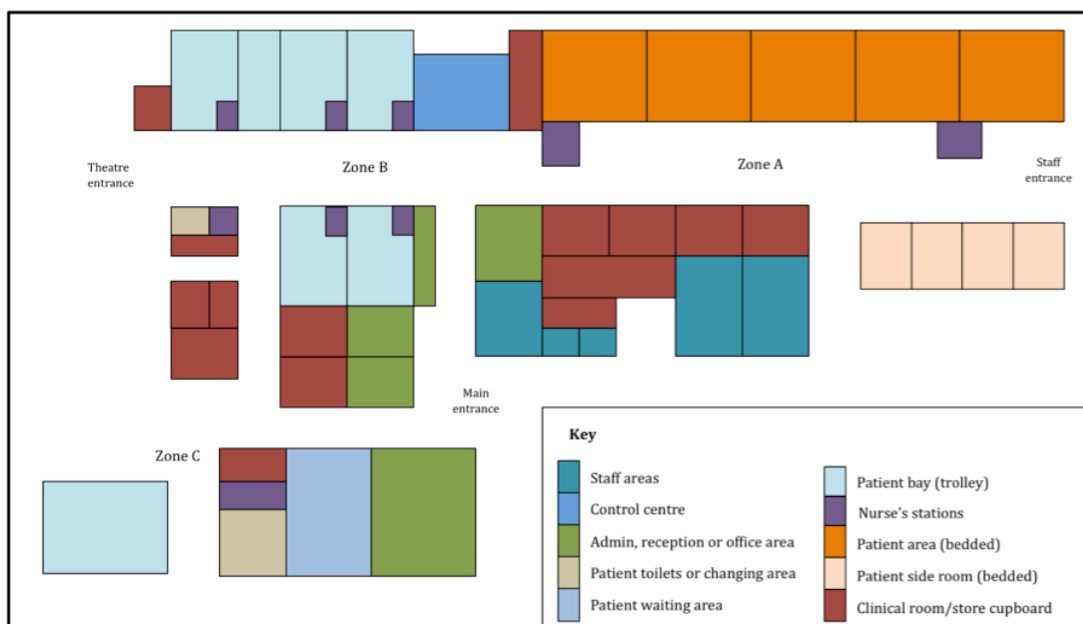 Theatre
entrance
Zone B
Zone A
Staff
entrance
Main
entrance
Zone C
Key
Staff areas
Control centre
Admin, reception or office area
Patient toilets or changing area
Patient waiting area
Patient bay (trolley)
Nurse's stations
Patient area (bedded)
Patient side room (bedded)
Clinical room/store cupboard